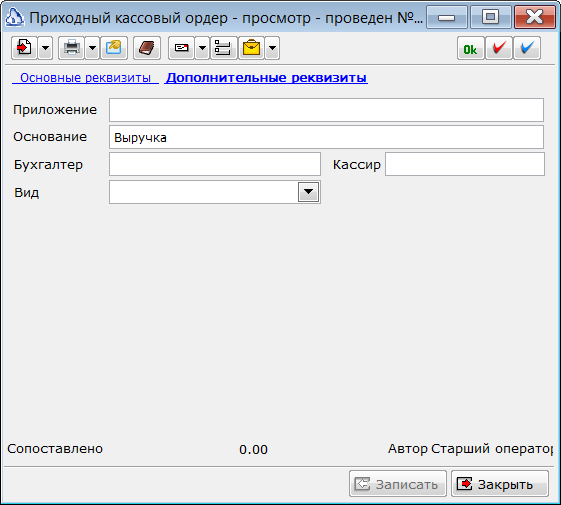 Приходный кассовый ордер - просмотр - проведен №...
Ok
Основные реквизиты Дополнительные реквизиты
Приложение
Основание Выручка
Бухгалтер Кассир
Вид
Сопоставлено 0.00 Автор Старший оператор
Записать Закрыть